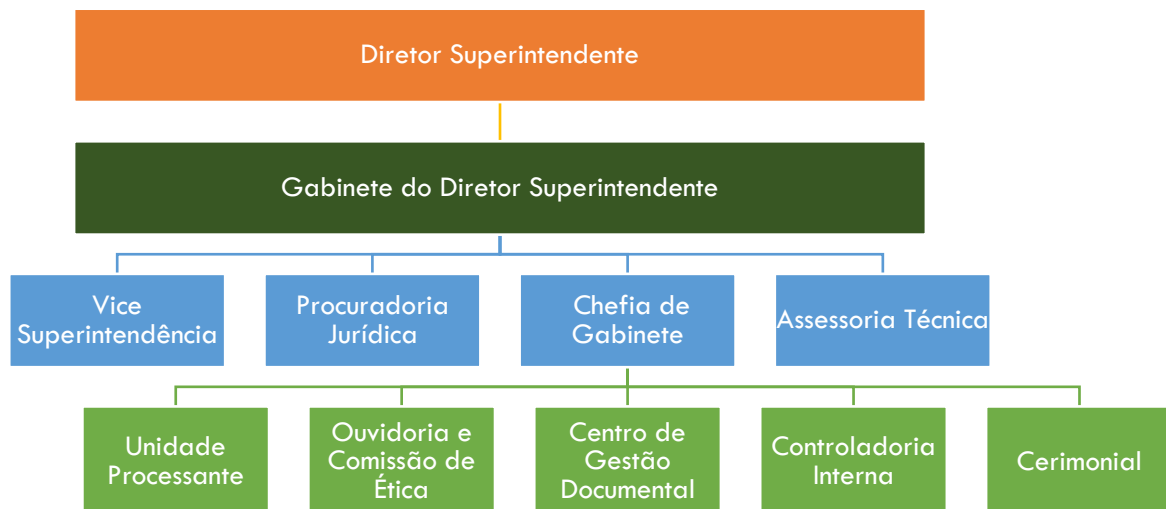 Diretor Superintendente
Gabinete do Diretor Superintendente
Vice
Superintendência
Procuradoria
Jurídica
Chefia de
Gabinete
Assessoria Técnica
Unidade
Processante
Ouvidoria e
Comissão de
Ética
Centro de
Gestão
Documental
Controladoria
Interna
Cerimonial